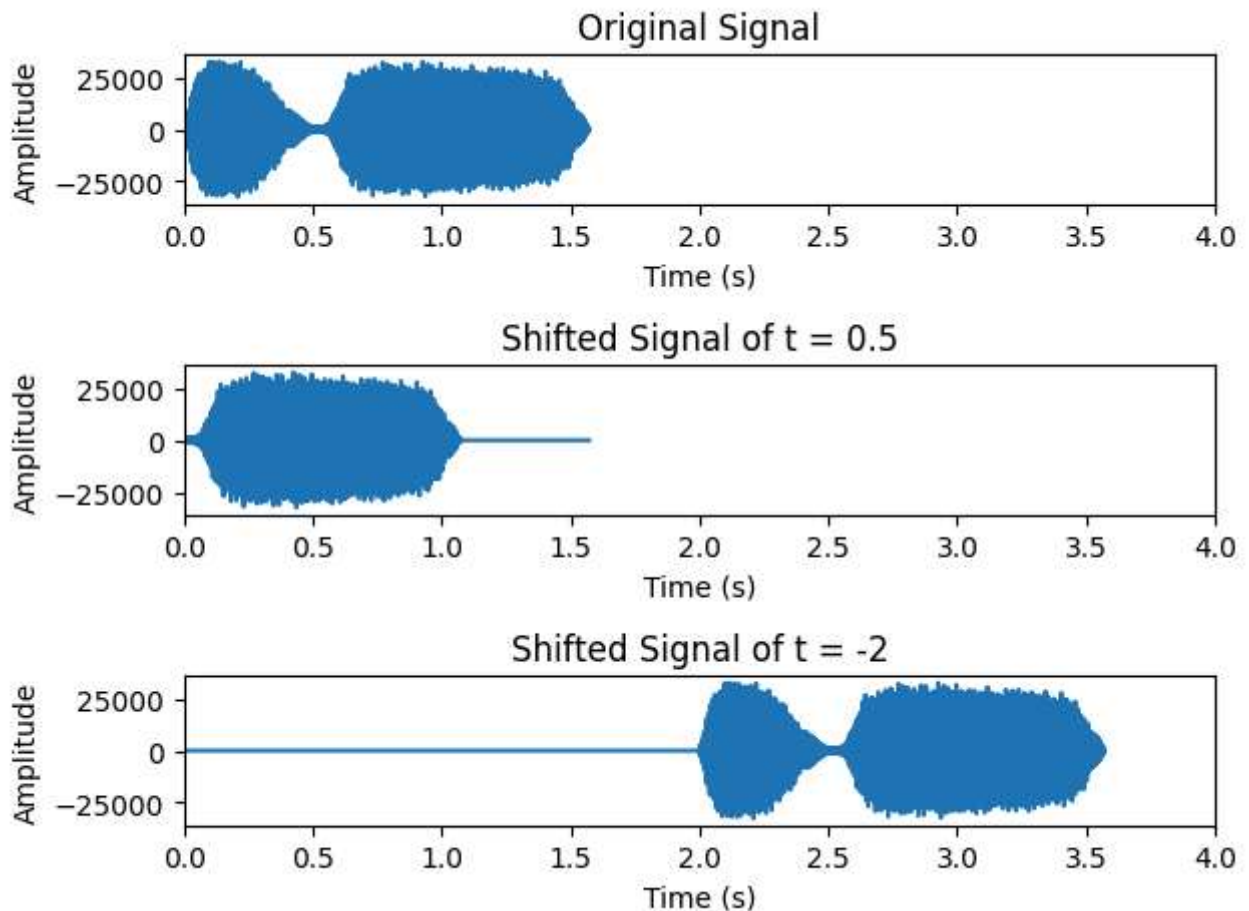 Original Signal
Amplitude
25000
0
−25000
0.0 0.5 1.0 1.5 2.0 2.5 3.0 3.5 4.0
Time (s)
Shifted Signal of t = 0.5
Amplitude
25000
0
−25000
0.0 0.5 1.0 1.5 2.0 2.5 3.0 3.5 4.0
Time (s)
Shifted Signal of t = -2
Amplitude
25000
0
−25000
0.0 0.5 1.0 1.5 2.0 2.5 3.0 3.5 4.0
Time (s)